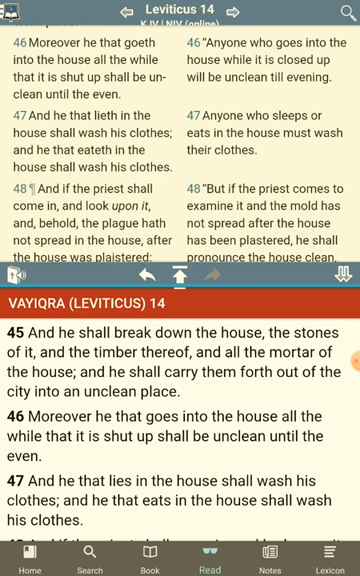 Leviticus 14
KJV | NIV (online)
46 Moreover he that goeth
into the house all the while
that it is shut up shall be un-
clean until the even.
47 And he that lieth in the
house shall wash his clothes;
and he that eateth in the
house shall wash his clothes.
48 ¶ And if the priest shall
come in, and look upon it,
and, behold, the plague hath
not spread in the house, after
the house was plaistered:
46 “Anyone who goes into the
house while it is closed up
will be unclean till evening.
47 Anyone who sleeps or
eats in the house must wash
their clothes.
48 “But if the priest comes to
examine it and the mold has
not spread after the house
has been plastered, he shall
pronounce the house clean,
VAYIQRA (LEVITICUS) 14
45 And he shall break down the house, the stones
of it, and the timber thereof, and all the mortar of
the house; and he shall carry them forth out of the
city into an unclean place.
46 Moreover he that goes into the house all the
while that it is shut up shall be unclean until the
even.
47 And he that lies in the house shall wash his
clothes; and he that eats in the house shall wash
his clothes.
Home
Search
Book
Read
Notes
Lexicon